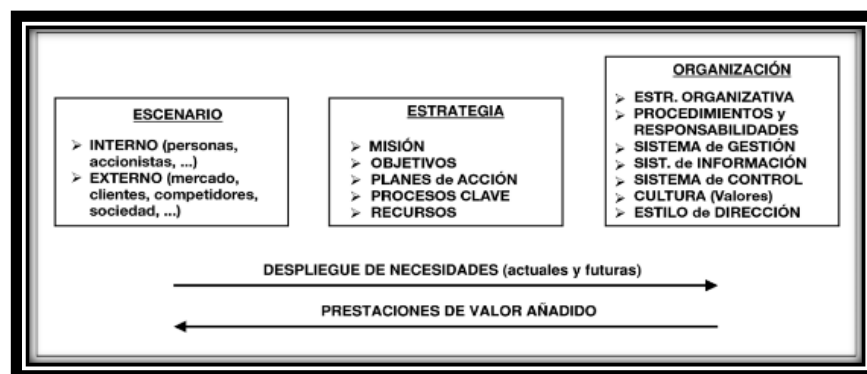 ESCENARIO
➤ INTERNO (personas,
accionistas, ...)
➤ EXTERNO (mercado,
clientes, competidores,
sociedad, ...)
ESTRATEGIA
➤ MISIÓN
➤ OBJETIVOS
➤ PLANES de ACCIÓN
➤ PROCESOS CLAVE
➤ RECURSOS
ORGANIZACIÓN
➤ ESTR. ORGANIZATIVA
➤ PROCEDIMIENTOS y
RESPONSABILIDADES
➤ SISTEMA de GESTIÓN
➤ SIST. de INFORMACIÓN
➤ SISTEMA de CONTROL
➤ CULTURA (Valores)
➤ ESTILO de DIRECCIÓN
DESPLIEGUE DE NECESIDADES (actuales y futuras)
PRESTACIONES DE VALOR AÑADIDO